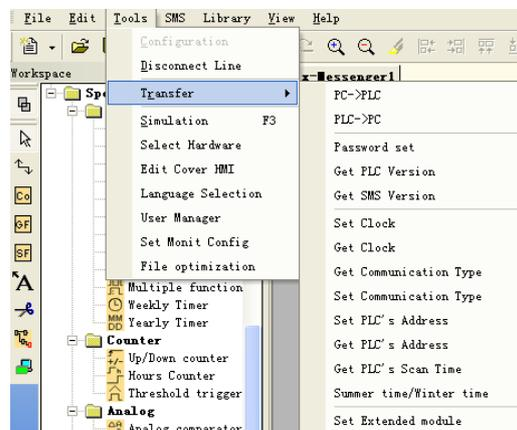 File Edit Tools SMS Library View Help
Configuration
Disconnect Line
Workspace
x-Messenger1
Transfer
Simulation F3
Select Hardware
Edit Cover HMI
Language Selection
User Manager
Set Monit Config
File optimization
PC->PLC
PLC->PC
Password set
Get PLC Version
Get SMS Version
Set Clock
Get Clock
Get Communication Type
Set Communication Type
Set PLC's Address
Get PLC's Address
Get PLC's Scan Time
Summer time/Winter time
Set Extended module
Spe
Co
GF
SF
A
Multiple function
Weekly Timer
MM
DD
Yearly Timer
Counter
+/-
Up/Down counter
Hours Counter
Threshold trigger
Analog
Analog comparator